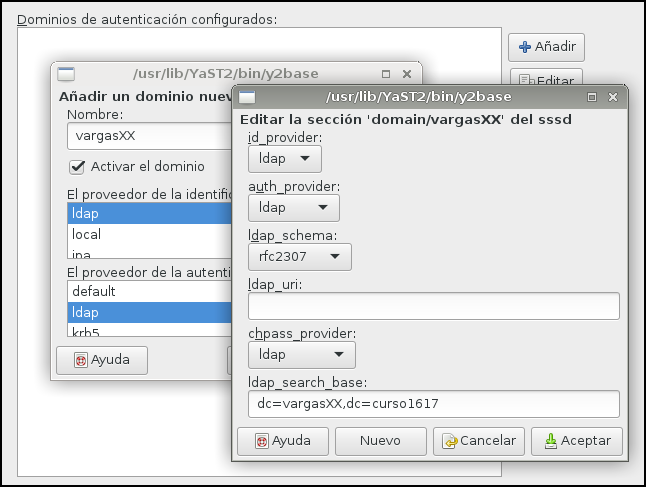 Dominios de autenticación configurados:
Añadir
Editar
/usr/lib/YaST2/bin/y2base
Añadir un dominio nuev
Nombre:
vargasXX
Activar el dominio
El proveedor de la identific
ldap
local
ipa
El proveedor de la autenti
default
ldap
krb5
Ayuda
/usr/lib/YaST2/bin/y2base
Editar la sección 'domain/vargasXX' del sssd
id_provider:
ldap
auth_provider:
ldap
ldap_schema:
rfc2307
ldap_uri:
chpass_provider:
ldap
ldap_search_base:
dc=vargasXX,dc=curso1617
Ayuda
Nuevo
Cancelar
Aceptar